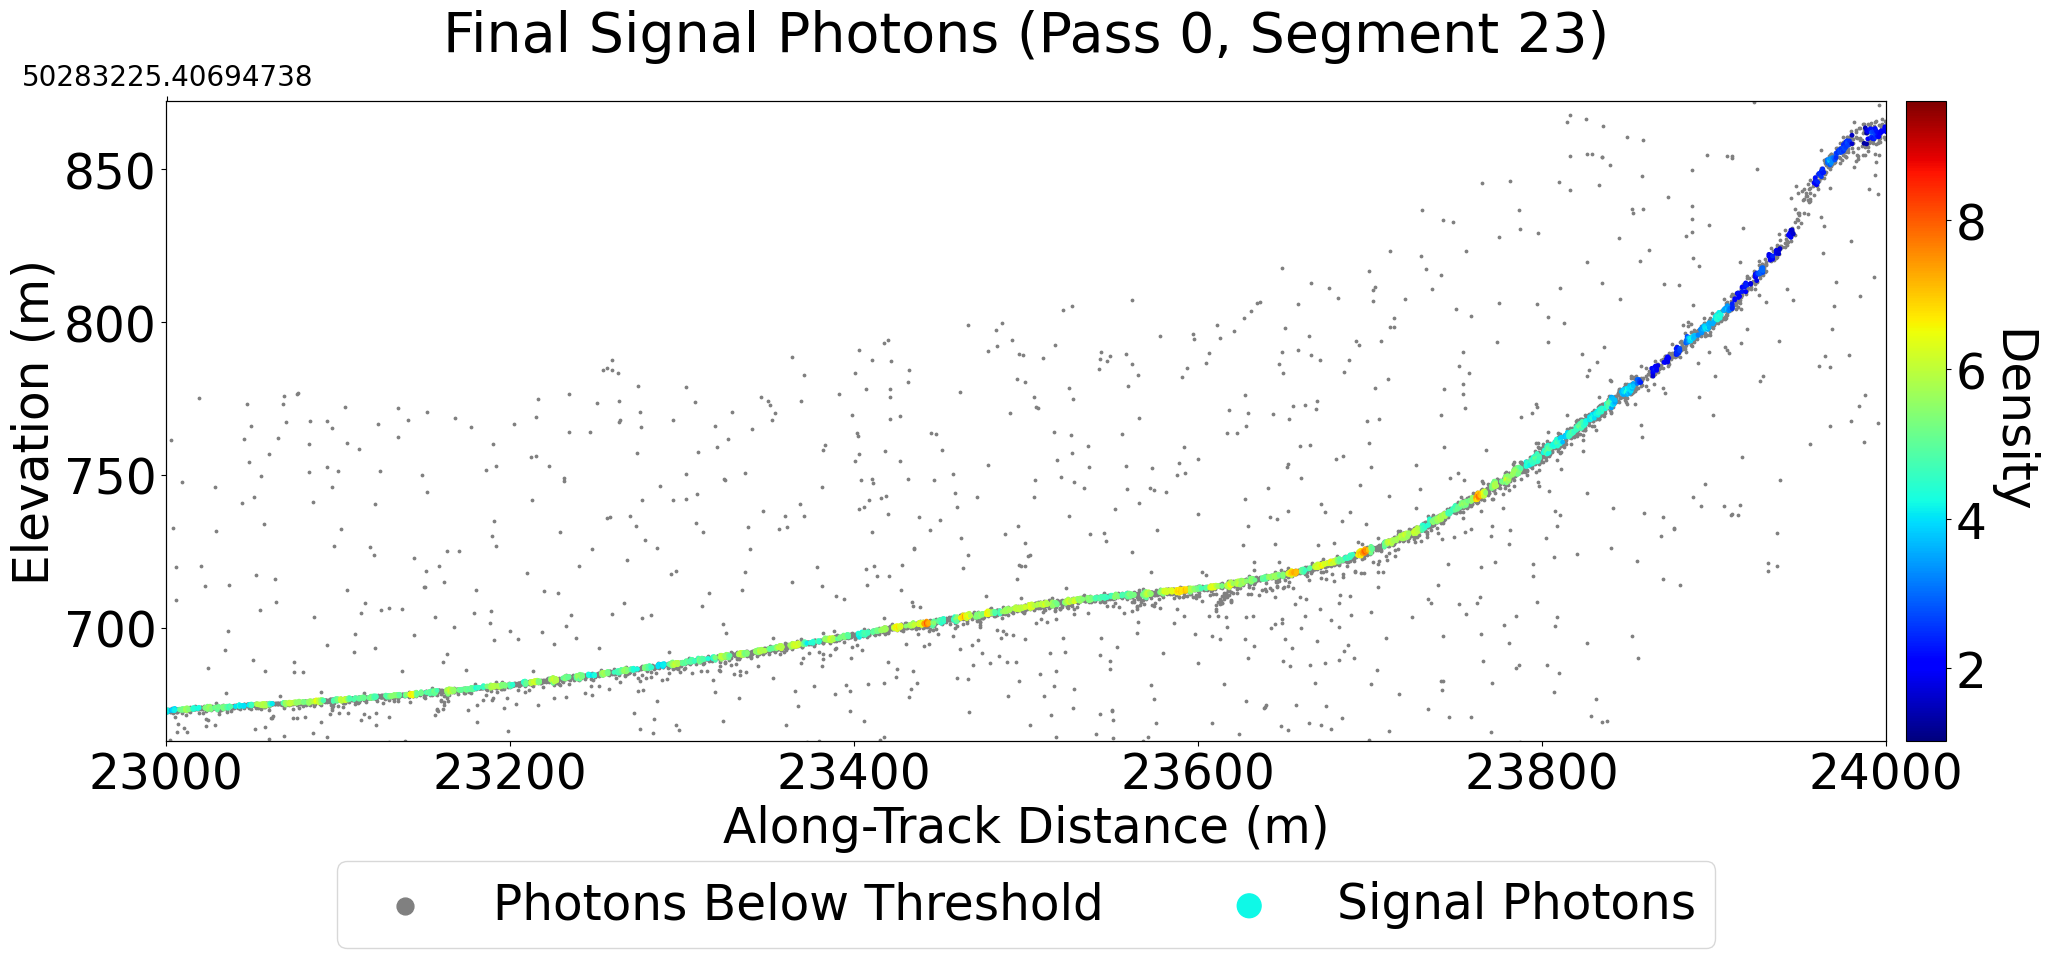 Final Signal Photons (Pass 0, Segment 23)
50283225.40694738
850
800
750
700
Elevation (m)
23000 23200 23400 23600 23800 24000
Along-Track Distance (m)
8
6
4
2
Density
Photons Below Threshold Signal Photons